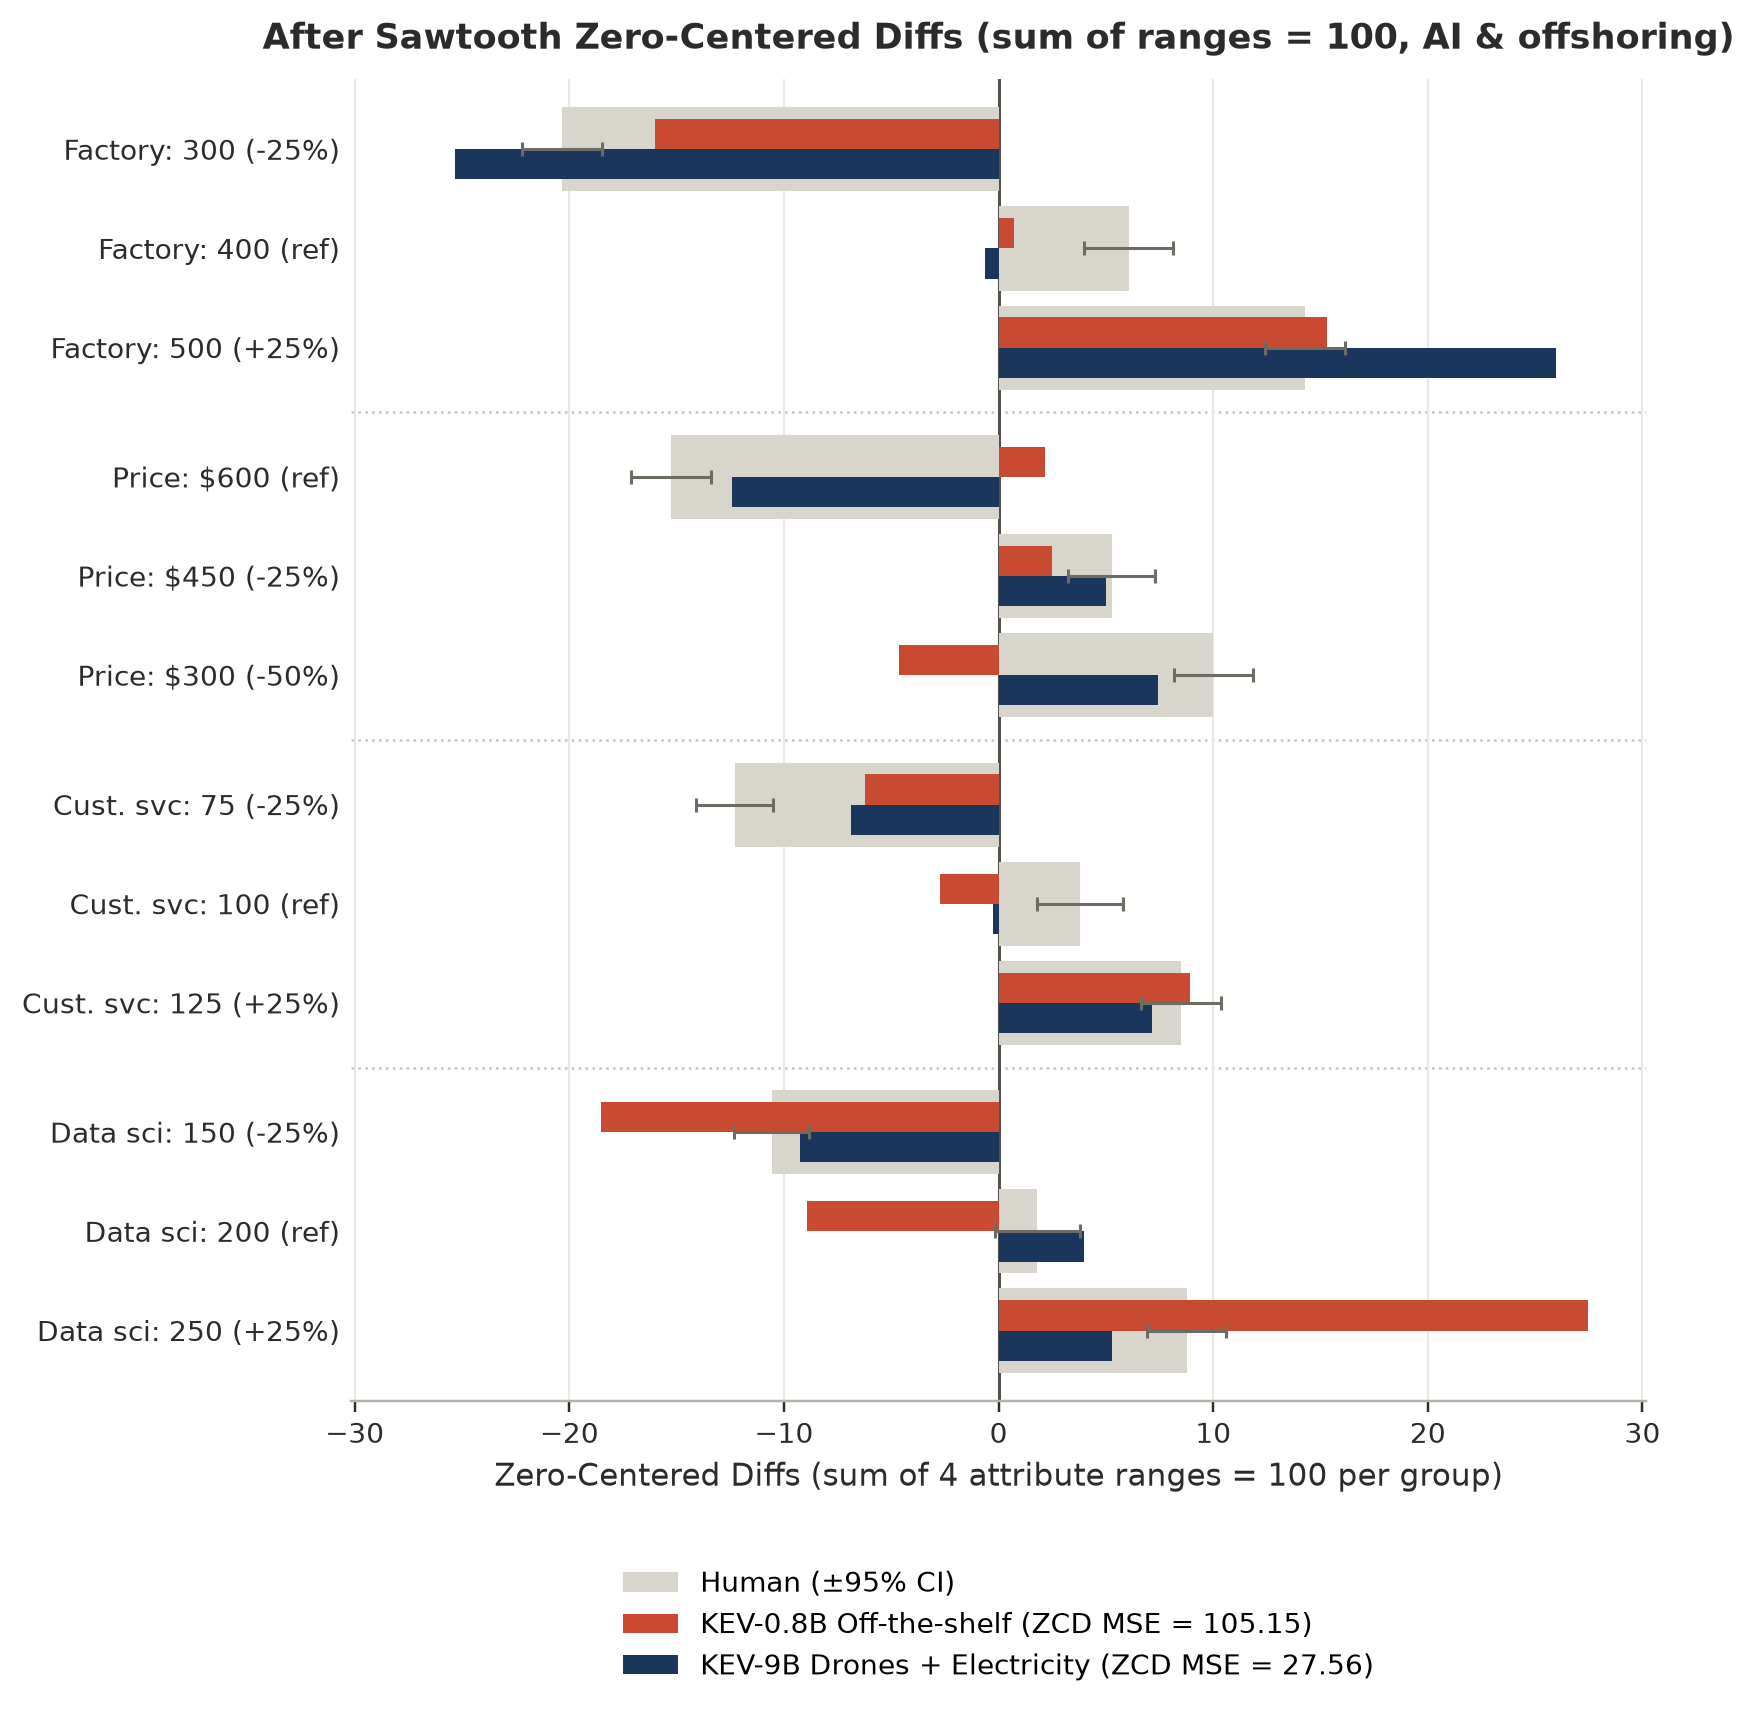 After Sawtooth Zero-Centered Diffs (sum of ranges = 100, AI & offshoring)
Factory: 300 (-25%)
Factory: 400 (ref)
Factory: 500 (+25%)
Price: $600 (ref)
Price: $450 (-25%)
Price: $300 (-50%)
Cust. svc: 75 (-25%)
Cust. svc: 100 (ref)
Cust. svc: 125 (+25%)
Data sci: 150 (-25%)
Data sci: 200 (ref)
Data sci: 250 (+25%)
−30 −20 −10 0 10 20 30
Zero-Centered Diffs (sum of 4 attribute ranges = 100 per group)
Human (±95% CI)
KEV-0.8B Off-the-shelf (ZCD MSE = 105.15)
KEV-9B Drones + Electricity (ZCD MSE = 27.56)